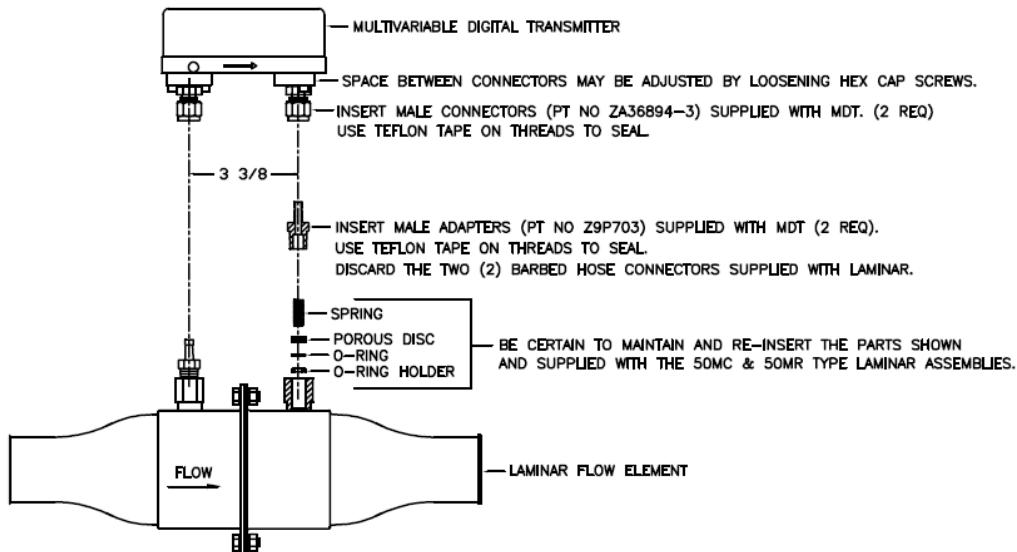 MULTIVARIABLE DIGITAL TRANSMITTER
SPACE BETWEEN CONNECTORS MAY BE ADJUSTED BY LOOSENING HEX CAP SCREWS.
INSERT MALE CONNECTORS (PT NO ZA36894-3) SUPPLIED WITH MDT. (2 REQ)
USE TEFLON TAPE ON THREADS TO SEAL
3 3/8
INSERT MALE ADAPTERS (PT NO Z9P703) SUPPLIED WITH MDT (2 REQ).
USE TEFLON TAPE ON THREADS TO SEAL.
DISCARD THE TWO (2) BARBED HOSE CONNECTORS SUPPLIED WITH LAMINAR.
SPRING
POROUS DISC
O-RING
O-RING HOLDER
BE CERTAIN TO MAINTAIN AND RE-INSERT THE PARTS SHOWN
AND SUPPLIED WITH THE 50MC & 50MR TYPE LAMINAR ASSEMBLIES.
FLOW
LAMINAR FLOW ELEMENT